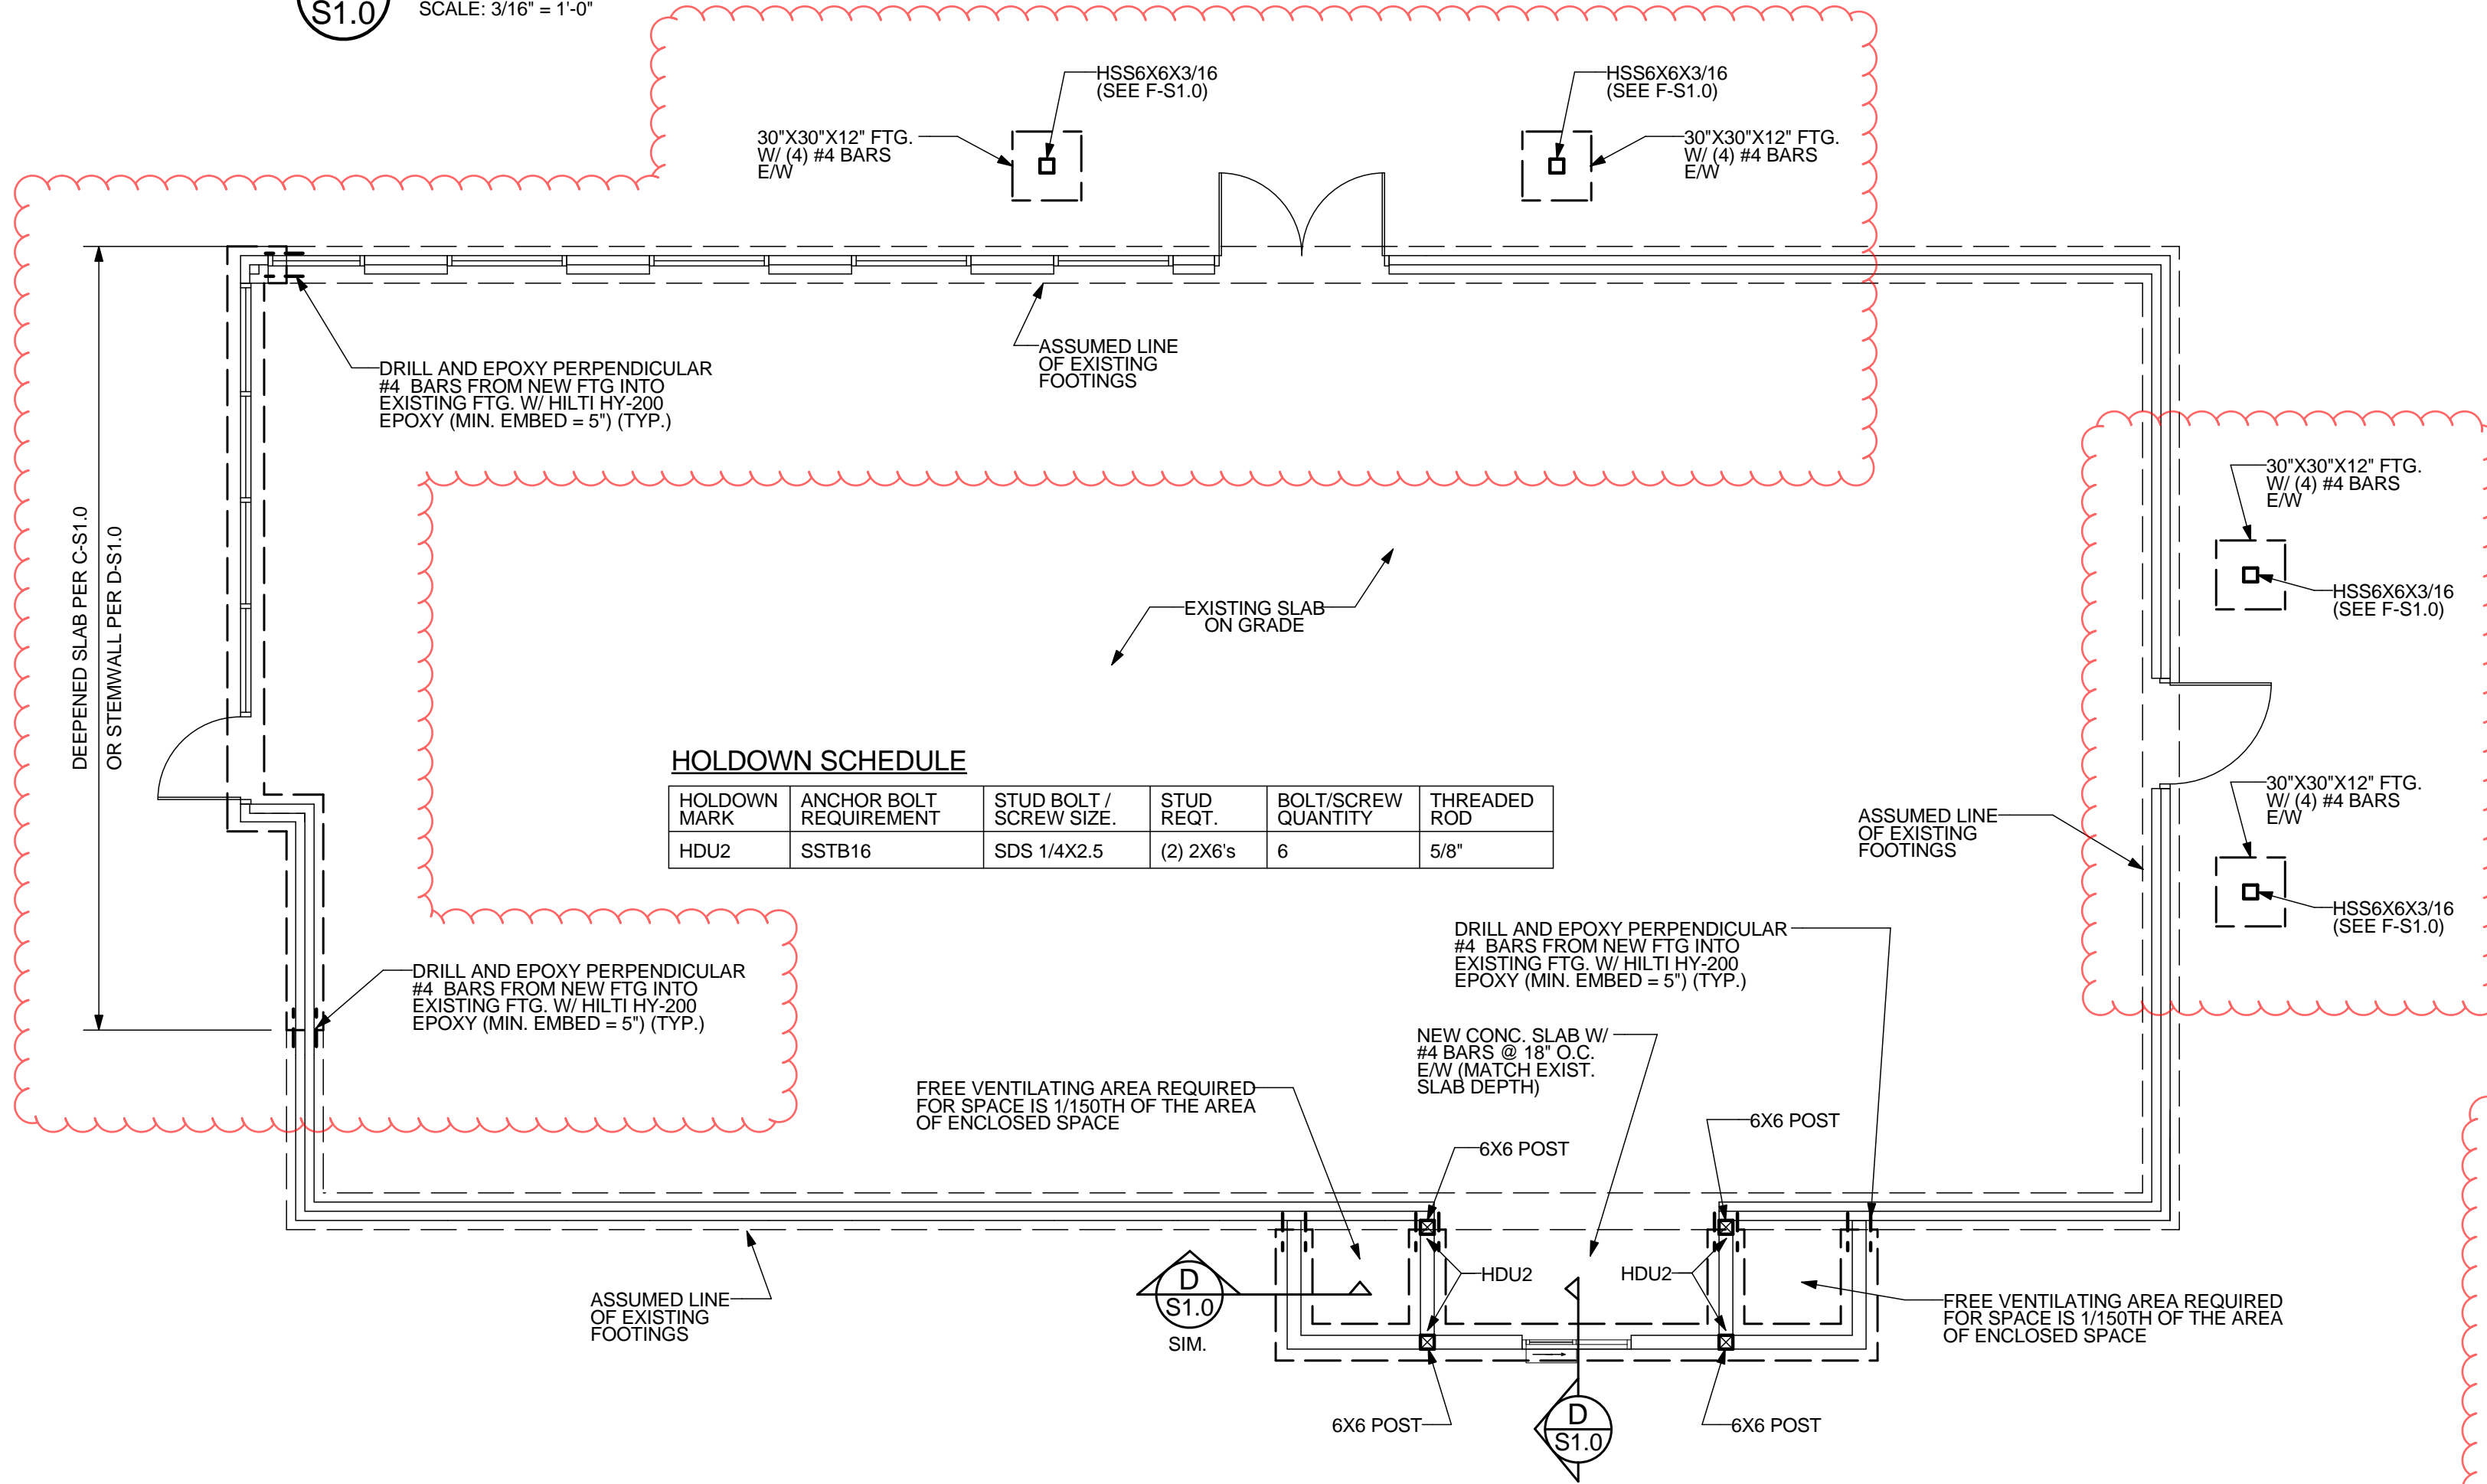 S1.0
SCALE: 3/16" = 1'-0"
HSS6X6X3/16
(SEE F-S1.0)
HSS6X6X3/16
(SEE F-S1.0)
30"X30"X12" FTG.
W/ (4) #4 BARS
E/W
30"X30"X12" FTG.
W/ (4) #4 BARS
E/W
ASSUMED LINE
OF EXISTING
FOOTINGS
DRILL AND EPOXY PERPENDICULAR
#4 BARS FROM NEW FTG INTO
EXISTING FTG. W/ HILTI HY-200
EPOXY (MIN. EMBED = 5") (TYP.)
DEEPENED SLAB PER C-S1.0
OR STEMWALL PER D-S1.0
30"X30"X12" FTG.
W/ (4) #4 BARS
E/W
HSS6X6X3/16
(SEE F-S1.0)
EXISTING SLAB
ON GRADE
HOLDOWN SCHEDULE
HOLDOWN MARK ANCHOR BOLT REQUIREMENT STUD BOLT / SCREW SIZE. STUD REQT. BOLT/SCREW QUANTITY THREADED ROD
HDU2 SSTB16 SDS 1/4X2.5 (2) 2X6's 6 5/8"
30"X30"X12" FTG.
W/ (4) #4 BARS
E/W
ASSUMED LINE
OF EXISTING
FOOTINGS
HSS6X6X3/16
(SEE F-S1.0)
DRILL AND EPOXY PERPENDICULAR
#4 BARS FROM NEW FTG INTO
EXISTING FTG. W/ HILTI HY-200
EPOXY (MIN. EMBED = 5") (TYP.)
DRILL AND EPOXY PERPENDICULAR
#4 BARS FROM NEW FTG INTO
EXISTING FTG. W/ HILTI HY-200
EPOXY (MIN. EMBED = 5") (TYP.)
NEW CONC. SLAB W/
#4 BARS @ 18" O.C.
E/W (MATCH EXIST.
SLAB DEPTH)
FREE VENTILATING AREA REQUIRED
FOR SPACE IS 1/150TH OF THE AREA
OF ENCLOSED SPACE
6X6 POST
6X6 POST
HDU2
HDU2
D
S1.0
SIM.
ASSUMED LINE
OF EXISTING
FOOTINGS
FREE VENTILATING AREA REQUIRED
FOR SPACE IS 1/150TH OF THE AREA
OF ENCLOSED SPACE
6X6 POST
D
S1.0
6X6 POST